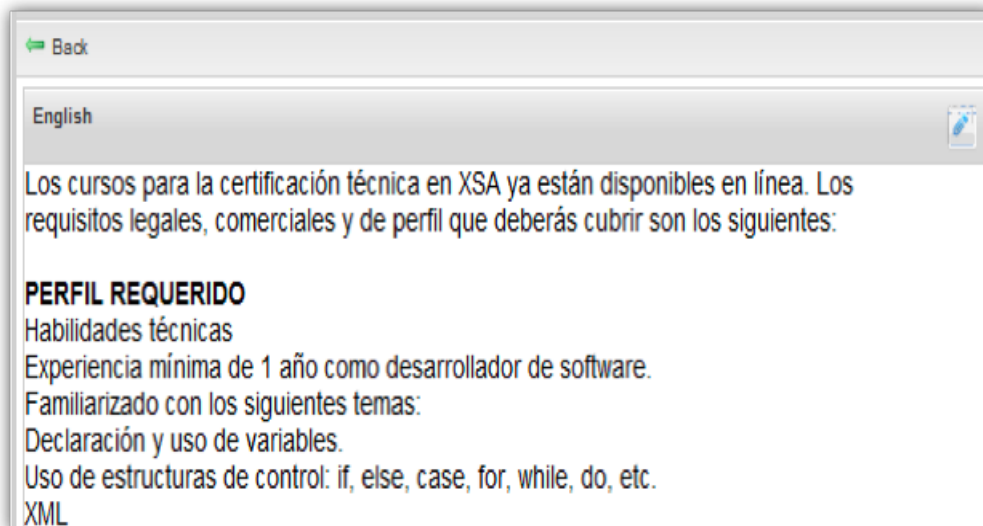 Back
English
Los cursos para la certificación técnica en XSA ya están disponibles en línea. Los
requisitos legales, comerciales y de perfil que deberás cubrir son los siguientes:
PERFIL REQUERIDO
Habilidades técnicas
Experiencia mínima de 1 año como desarrollador de software.
Familiarizado con los siguientes temas:
Declaración y uso de variables.
Uso de estructuras de control: if, else, case, for, while, do, etc.
XML